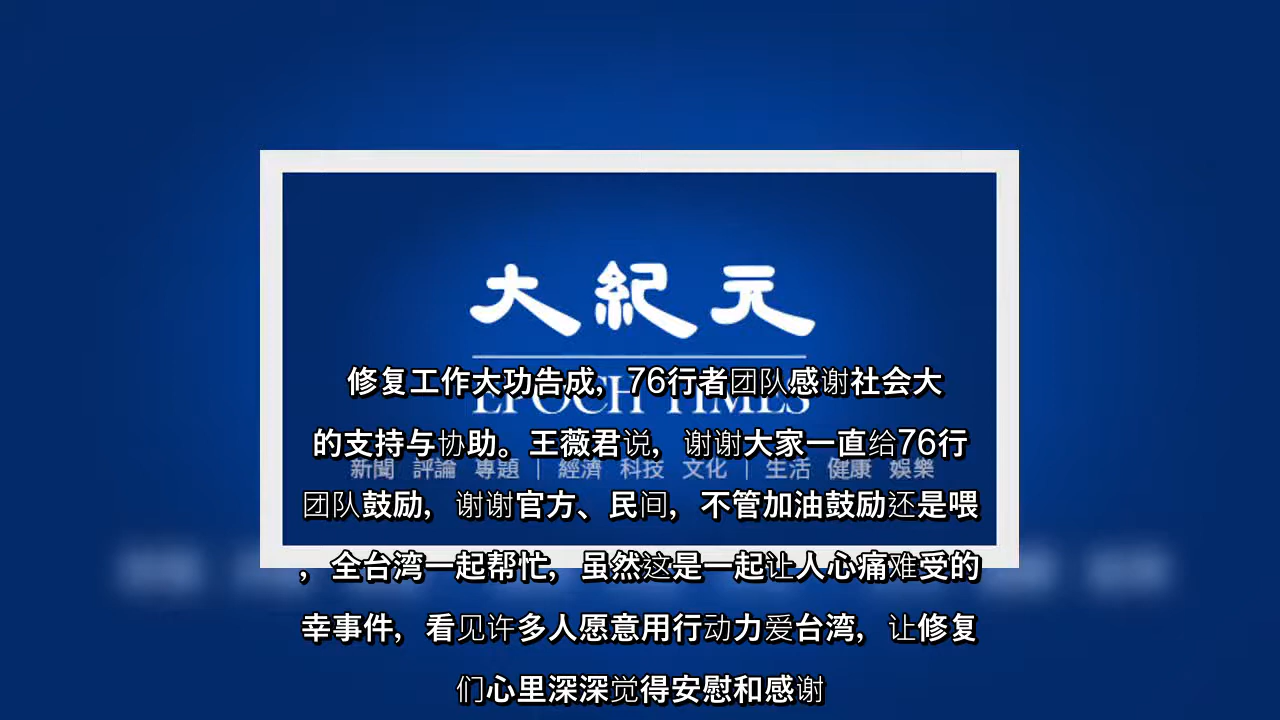 大紀元
EPOCH TIMES
新聞 評論 專題 | 經濟 科技 文化 | 生活 健康 娛樂
修复工作大功告成，76行者团队感谢社会大
的支持与协助。王薇君说，谢谢大家一直给76行
团队鼓励，谢谢官方、民间，不管加油鼓励还是喂
，全台湾一起帮忙，虽然这是一起让人心痛难受的
幸事件，看见许多人愿意用行动力爱台湾，让修复
们心里深深觉得安慰和感谢